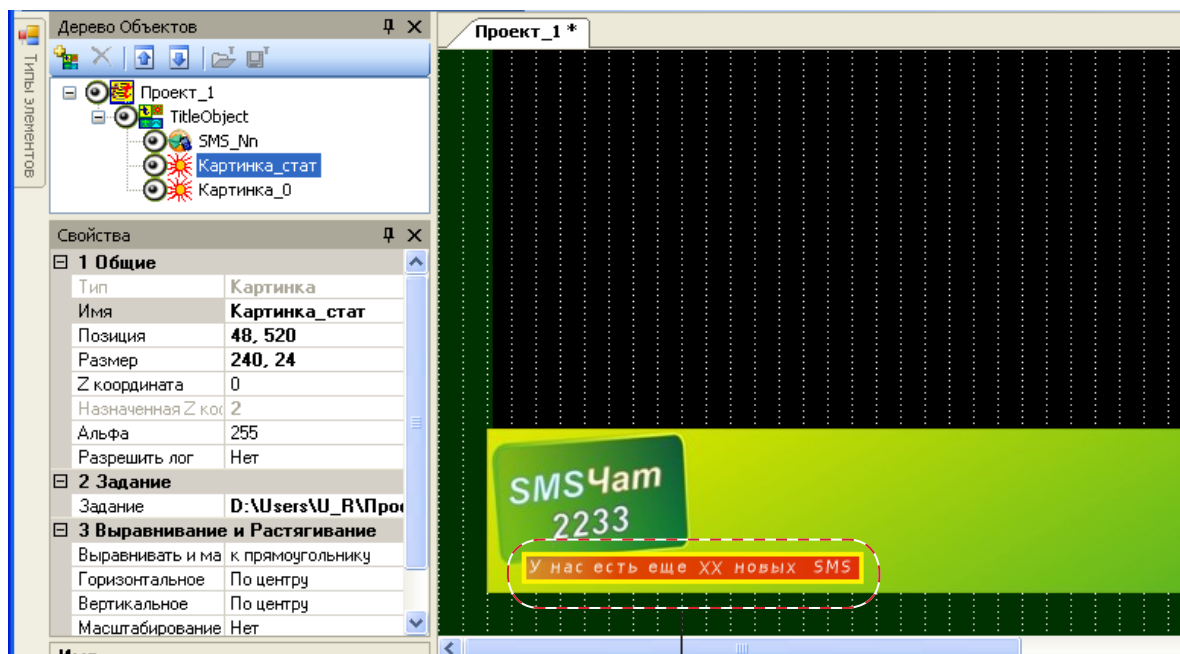 Дерево Объектов
Типы элементов
Проект_1
TitleObject
SMS_Nn
Картинка_стат
Картинка_0
Свойства
1 Общие
Тип Картинка
Имя Картинка_стат
Позиция 48, 520
Размер 240, 24
Z координата 0
Назначенная Z коо 2
Альфа 255
Разрешить лог Нет
2 Задание
Задание D:\Users\U_R\Прое
3 Выравнивание и Растягивание
Выравнивать и ма к прямоугольнику
Горизонтальное По центру
Вертикальное По центру
Масштабирование Нет
Проект_1 *
SMSЧат
2233
У нас есть еще XX новых SMS